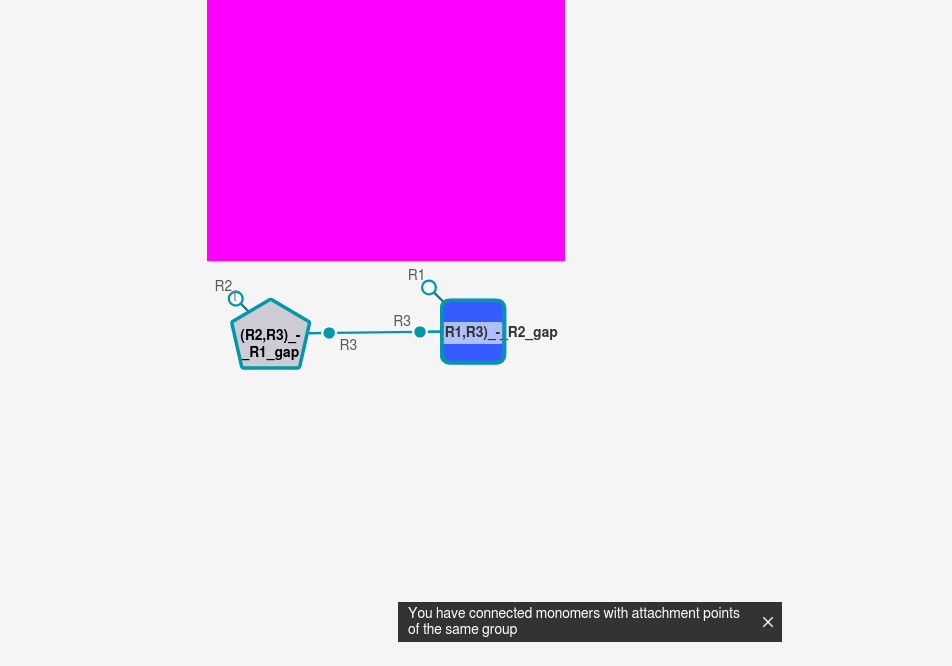 R1
R2
R3
(R2,R3)_-
_R1_gap
R3
R1,R3)_-_R2_gap
You have connected monomers with attachment points
of the same group